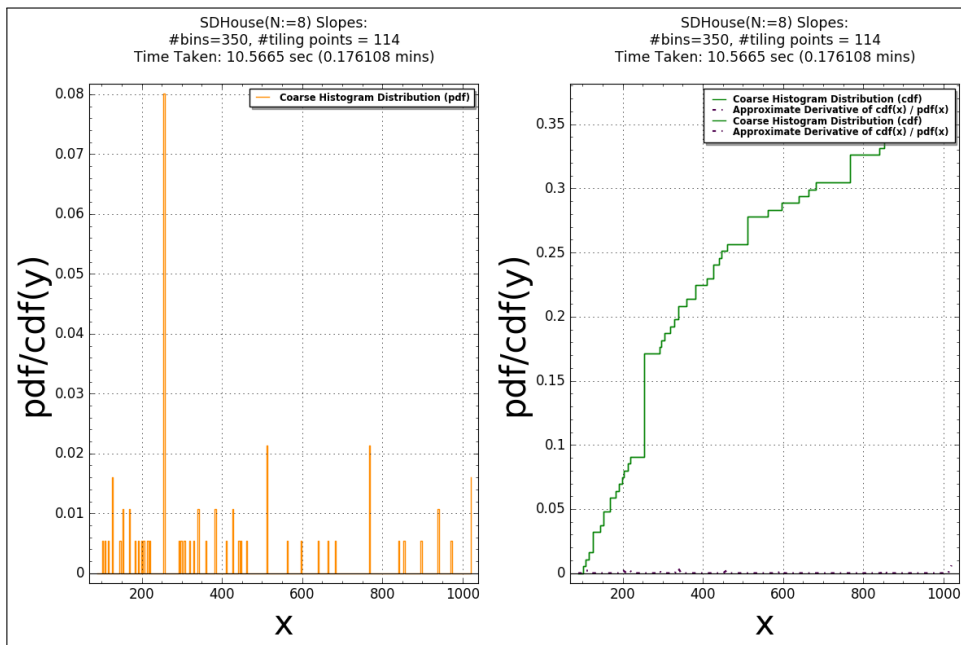 SDHouse(N:=8) Slopes:
#bins=350, #tiling points = 114
Time Taken: 10.5665 sec (0.176108 mins)
Coarse Histogram Distribution (pdf)
0.08
0.07
0.06
0.05
0.04
0.03
0.02
0.01
0
pdf/cdf(y)
200
400
600
800
1000
x
SDHouse(N:=8) Slopes:
#bins=350, #tiling points = 114
Time Taken: 10.5665 sec (0.176108 mins)
Coarse Histogram Distribution (cdf)
Approximate Derivative of cdf(x) / pdf(x)
Coarse Histogram Distribution (cdf)
Approximate Derivative of cdf(x) / pdf(x)
0.35
0.3
0.25
0.2
0.15
0.1
0.05
0
pdf/cdf(y)
200
400
600
800
1000
x